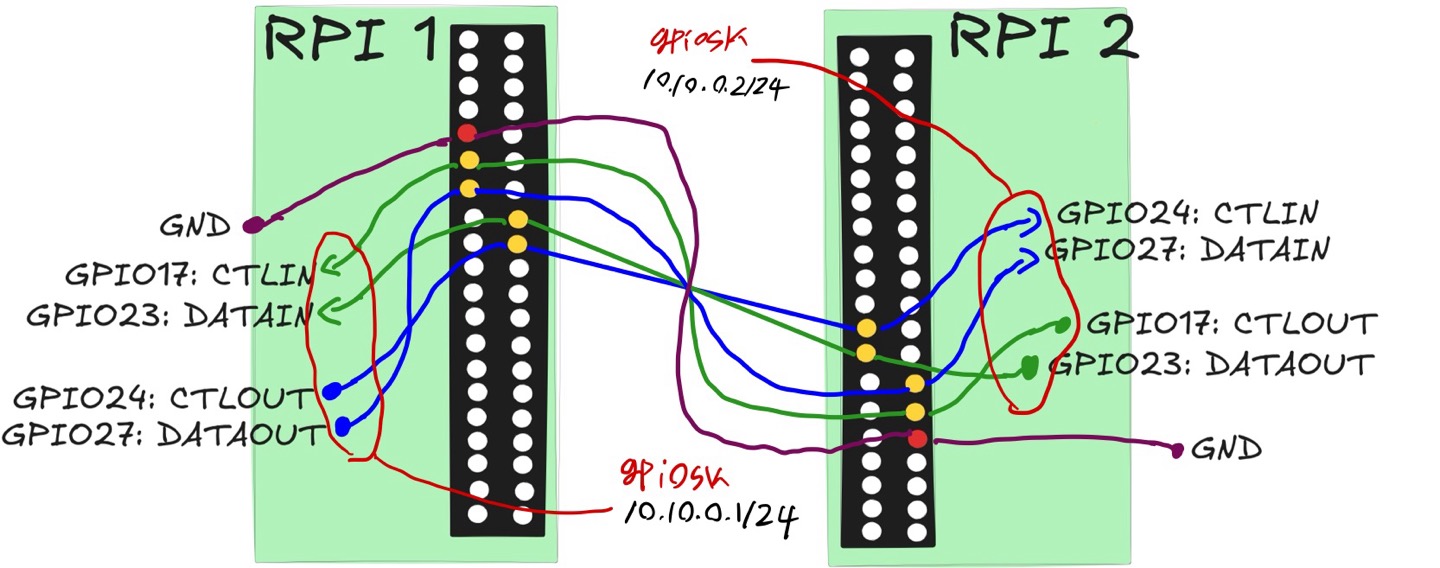 RPI 1
RPI 2
gpiosk
10.10.0.2/24
GND
GPIO17: CTLIN
GPIO23: DATAIN
GPIO24: CTLOUT
GPIO27: DATAOUT
GPIO24: CTLIN
GPIO27: DATAIN
GPIO17: CTLOUT
GPIO23: DATAOUT
GND
gpiosk
10.10.0.1/24